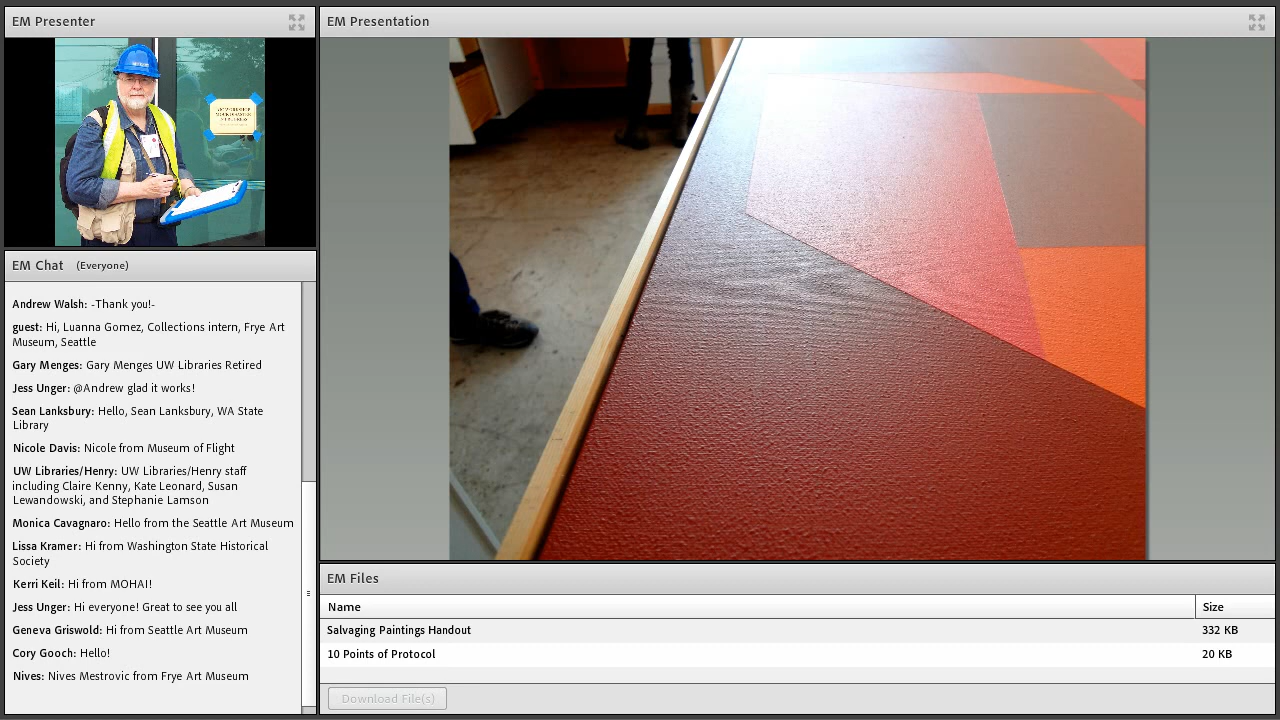 EM Presenter
EM Chat (Everyone)
Andrew Walsh: -Thank you!-
guest: Hi, Luanna Gomez, Collections intern, Frye Art
Museum, Seattle
Gary Menges: Gary Menges UW Libraries Retired
Jess Unger: @Andrew glad it works!
Sean Lanksbury: Hello, Sean Lanksbury, WA State
Library
Nicole Davis: Nicole from Museum of Flight
UW Libraries/Henry: UW Libraries/Henry staff
including Claire Kenny, Kate Leonard, Susan
Lewandowski, and Stephanie Lamson
Monica Cavagnaro: Hello from the Seattle Art Museum
Lissa Kramer: Hi from Washington State Historical
Society
Kerri Keil: Hi from MOHAI!
Jess Unger: Hi everyone! Great to see you all
Geneva Griswold: Hi from Seattle Art Museum
Cory Gooch: Hello!
Nives: Nives Mestrovic from Frye Art Museum
EM Presentation
EM Files
Name Size
Salvaging Paintings Handout 332 KB
10 Points of Protocol 20 KB
Download File(s)